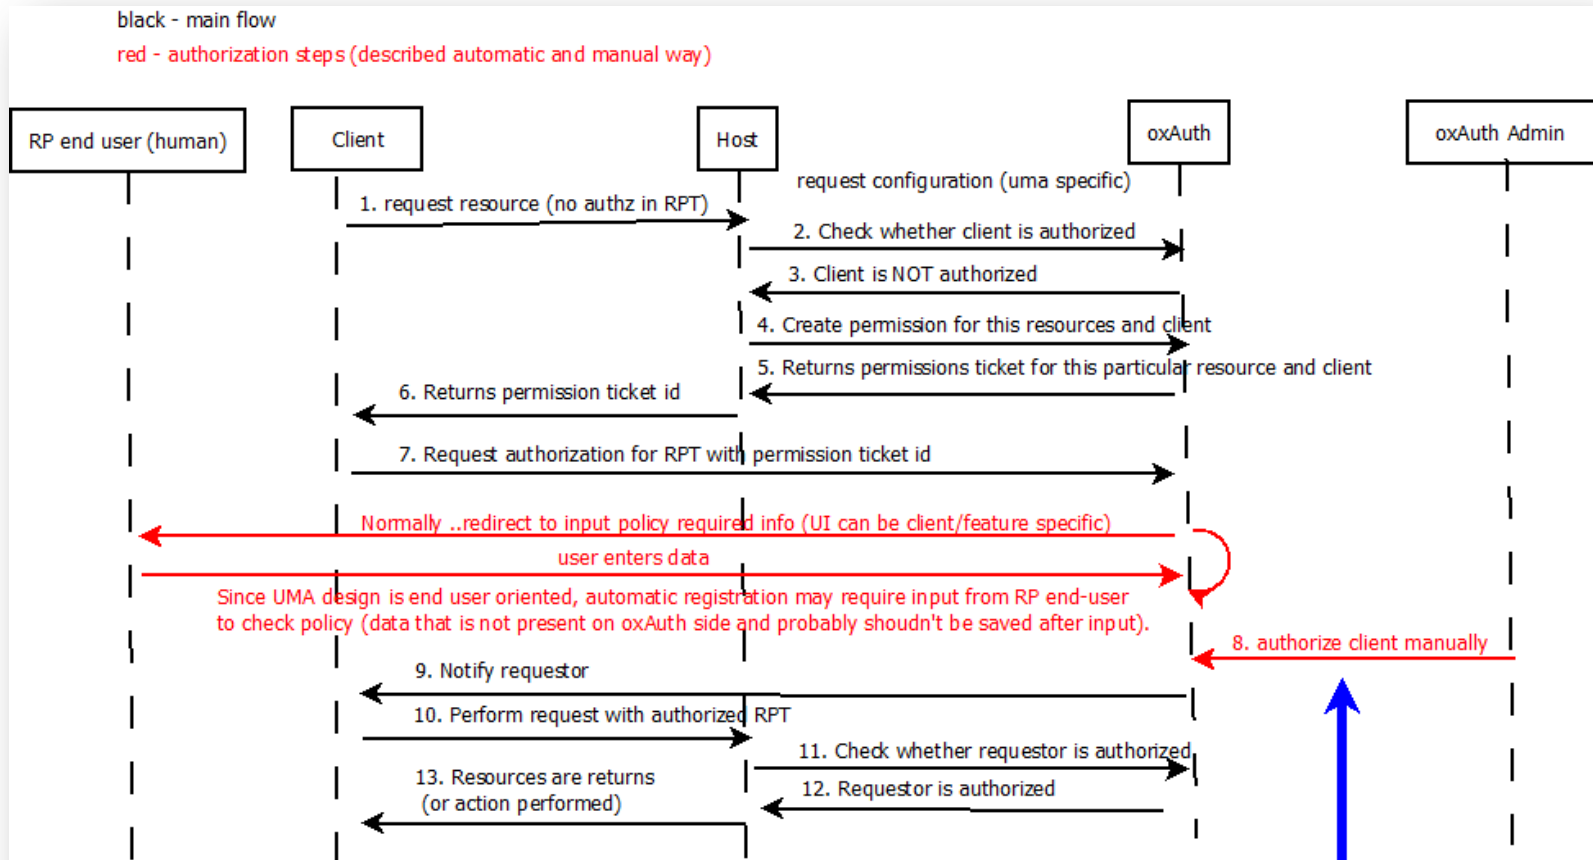 black - main flow
red - authorization steps (described automatic and manual way)
RP end user (human)
Client
Host
oxAuth
oxAuth Admin
request configuration (uma specific)
1. request resource (no authz in RPT)
2. Check whether client is authorized
3. Client is NOT authorized
4. Create permission for this resources and client
5. Returns permissions ticket for this particular resource and client
6. Returns permission ticket id
7. Request authorization for RPT with permission ticket id
Normally ..redirect to input policy required info (UI can be client/feature specific)
user enters data
Since UMA design is end user oriented, automatic registration may require input from RP end-user
to check policy (data that is not present on oxAuth side and probably shoudn't be saved after input).
8. authorize client manually
9. Notify requestor
10. Perform request with authorized RPT
11. Check whether requestor is authorized
12. Requestor is authorized
13. Resources are returns
(or action performed)